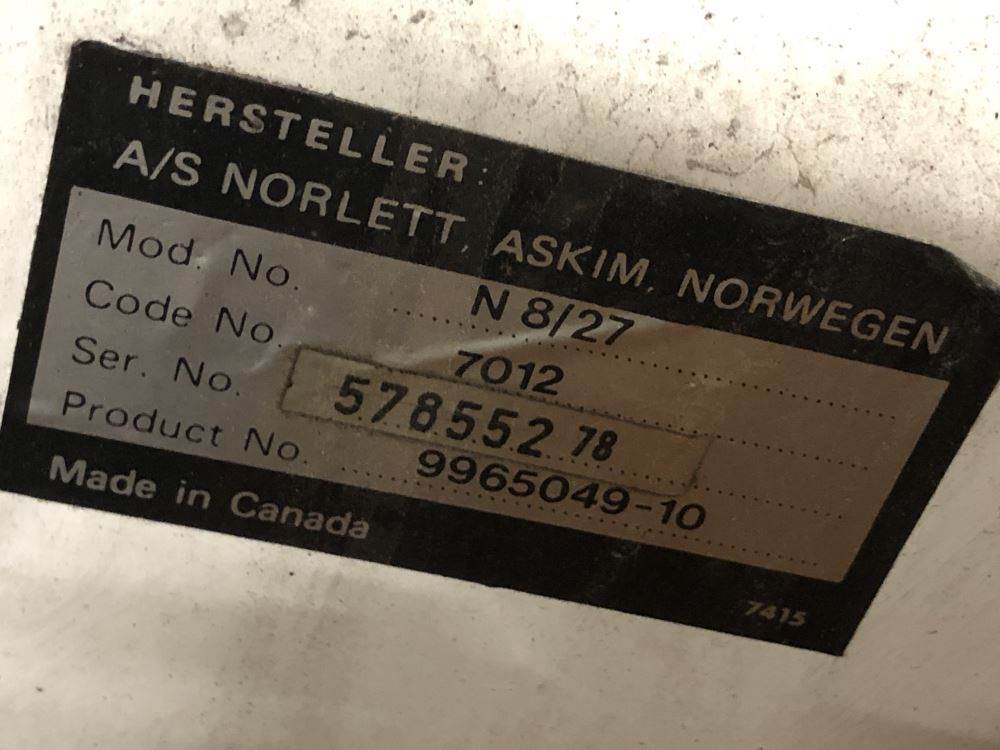 HERSTELLER:
A/S NORLETT, ASKIM, NORWEGEN
Mod. No. N 8/27
Code No. 7012
Ser. No. 578552 78
Product No. 9965049-10
Made in Canada
7415